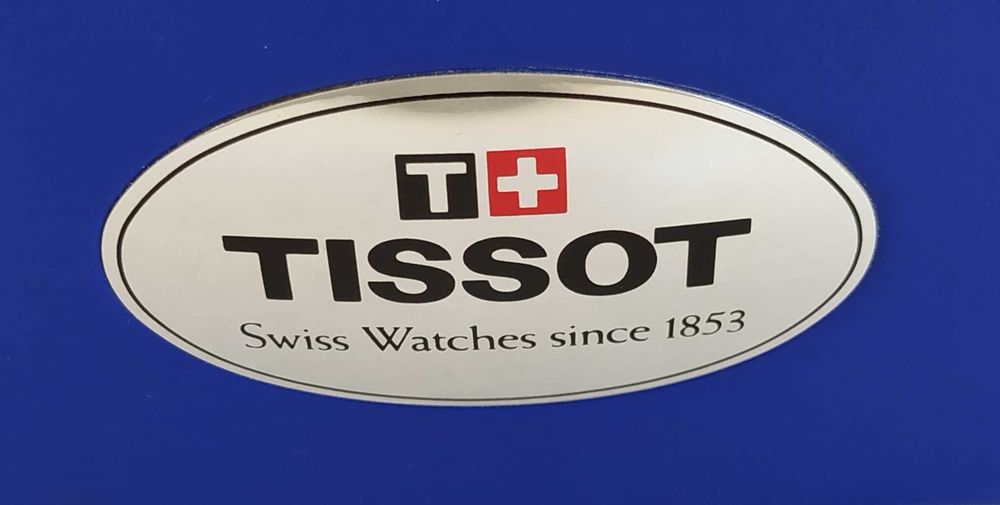 T+
TISSOT
Swiss Watches since 1853